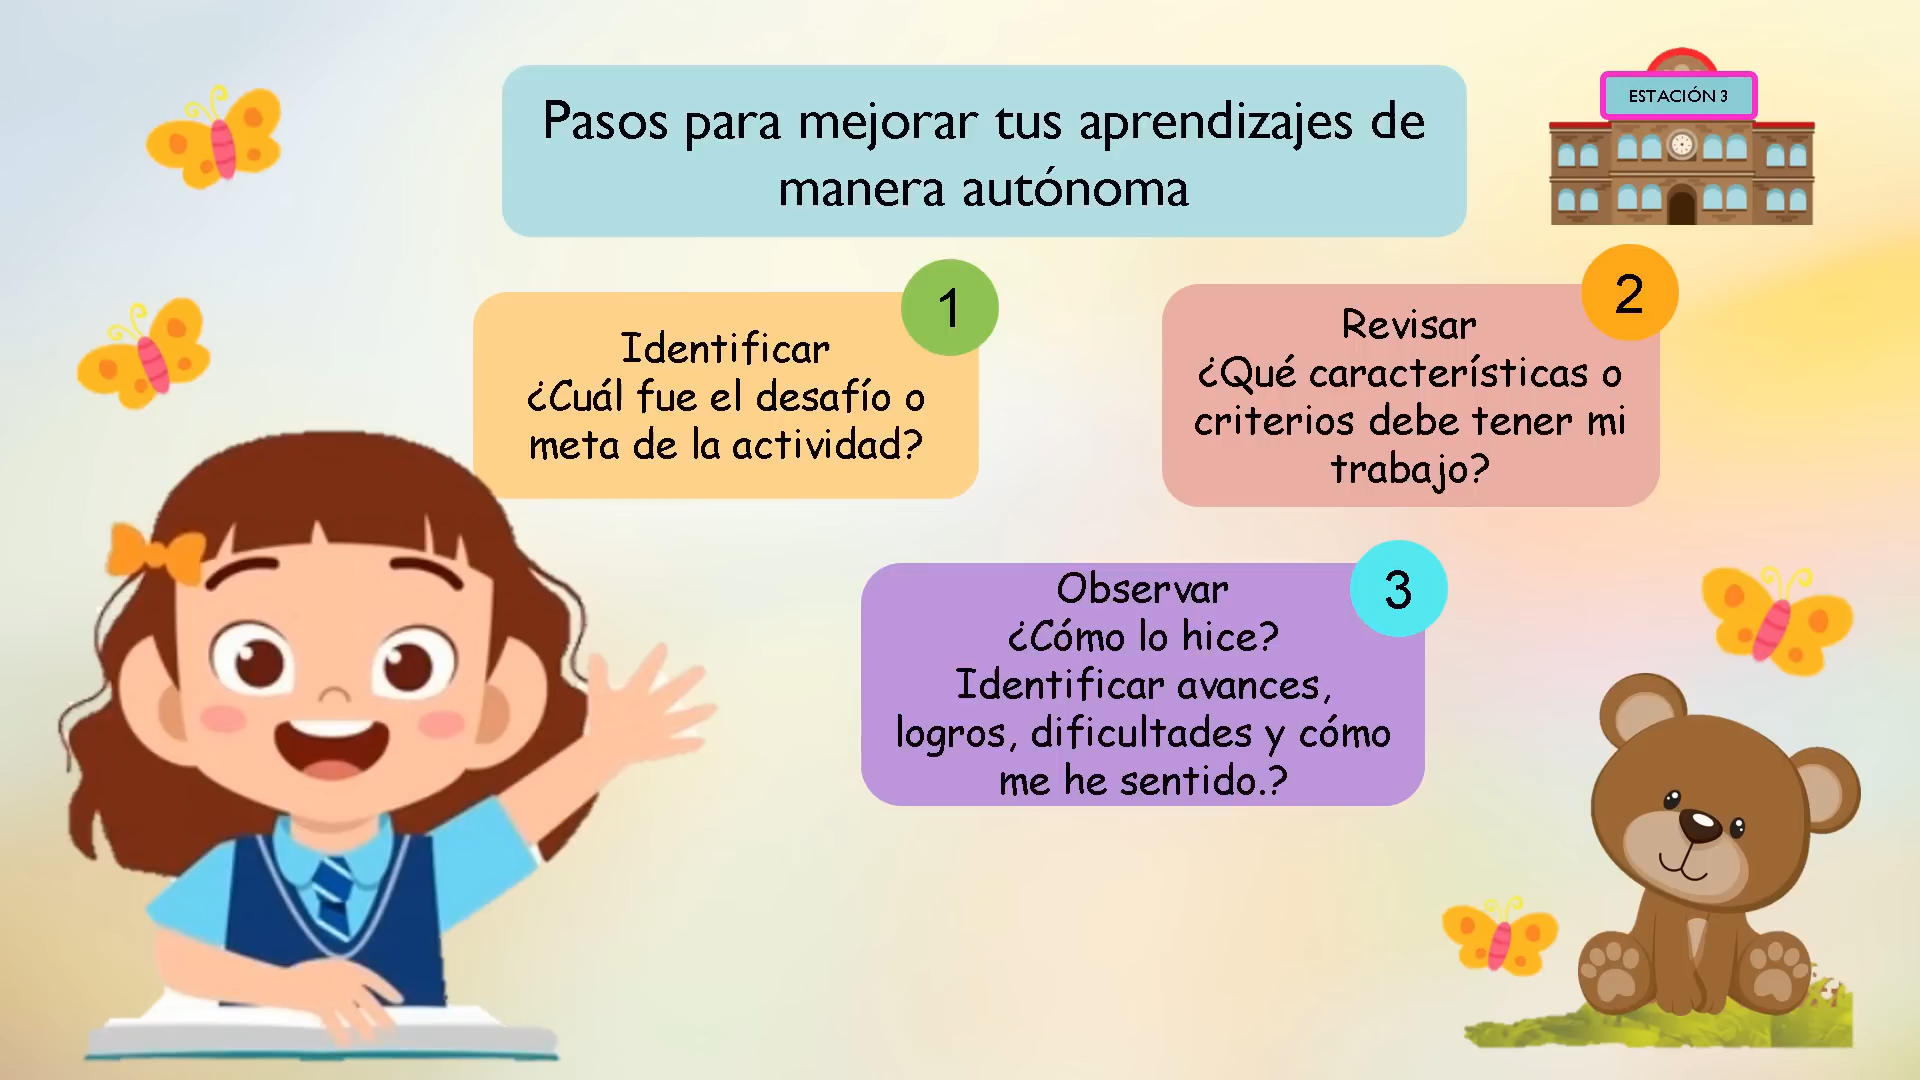 Pasos para mejorar tus aprendizajes de
manera autónoma
ESTACIÓN 3
1
Identificar
¿Cuál fue el desafío o
meta de la actividad?
2
Revisar
¿Qué características o
criterios debe tener mi
trabajo?
3
Observar
¿Cómo lo hice?
Identificar avances,
logros, dificultades y cómo
me he sentido.?